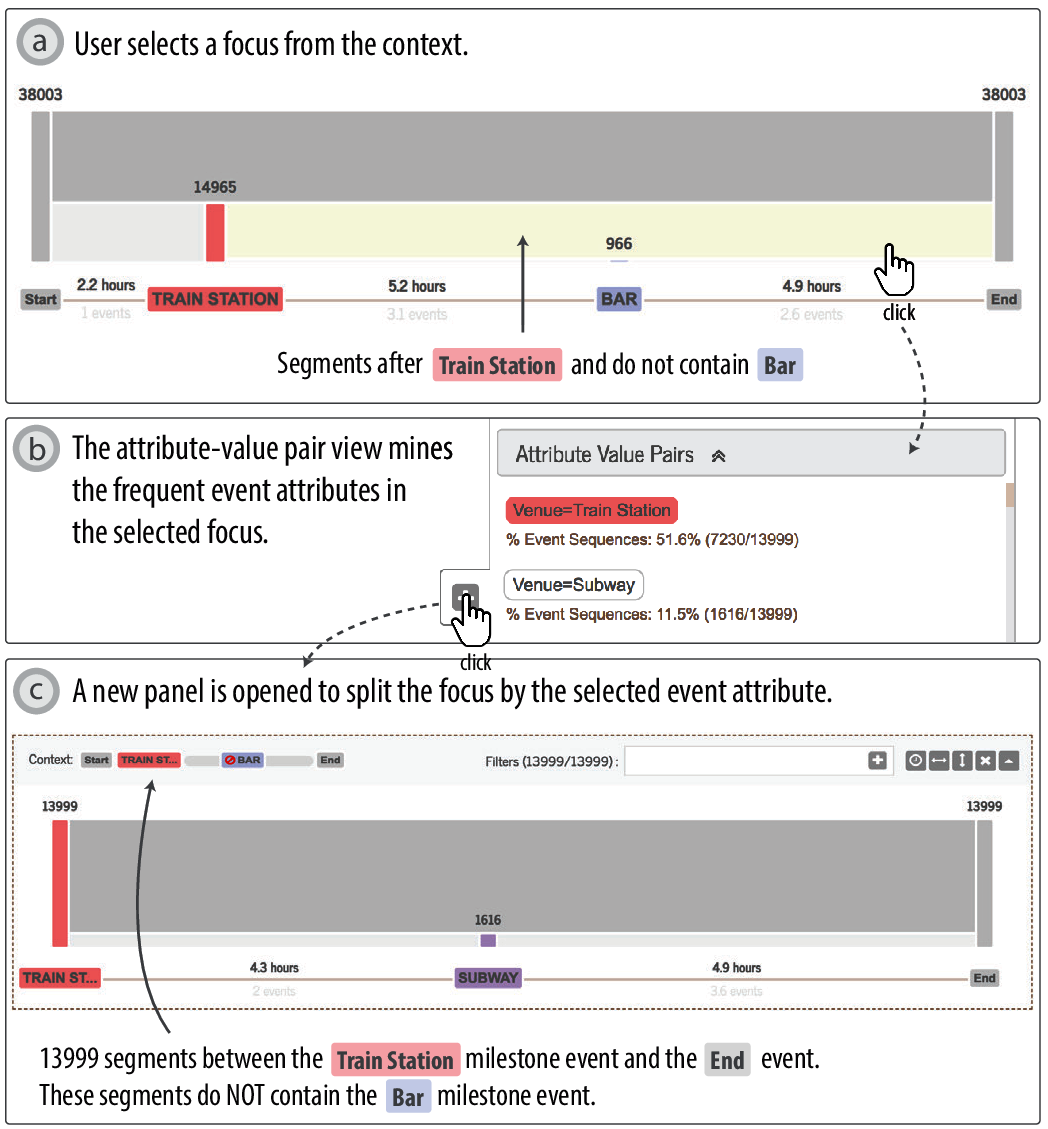 a User selects a focus from the context.
38003 38003
14965
966
2.2 hours 5.2 hours 4.9 hours
Start TRAIN STATION BAR End
1 events 3.1 events 2.6 events
click
Segments after Train Station and do not contain Bar
b The attribute-value pair view mines
the frequent event attributes in
the selected focus.
Attribute Value Pairs
Venue=Train Station
% Event Sequences: 51.6% (7230/13999)
Venue=Subway
% Event Sequences: 11.5% (1616/13999)
click
c A new panel is opened to split the focus by the selected event attribute.
Context: Start TRAIN ST... BAR End Filters (13999/13999) :
13999 13999
1616
4.3 hours 4.9 hours
TRAIN ST... SUBWAY End
2 events 3.6 events
13999 segments between the Train Station milestone event and the End event.
These segments do NOT contain the Bar milestone event.